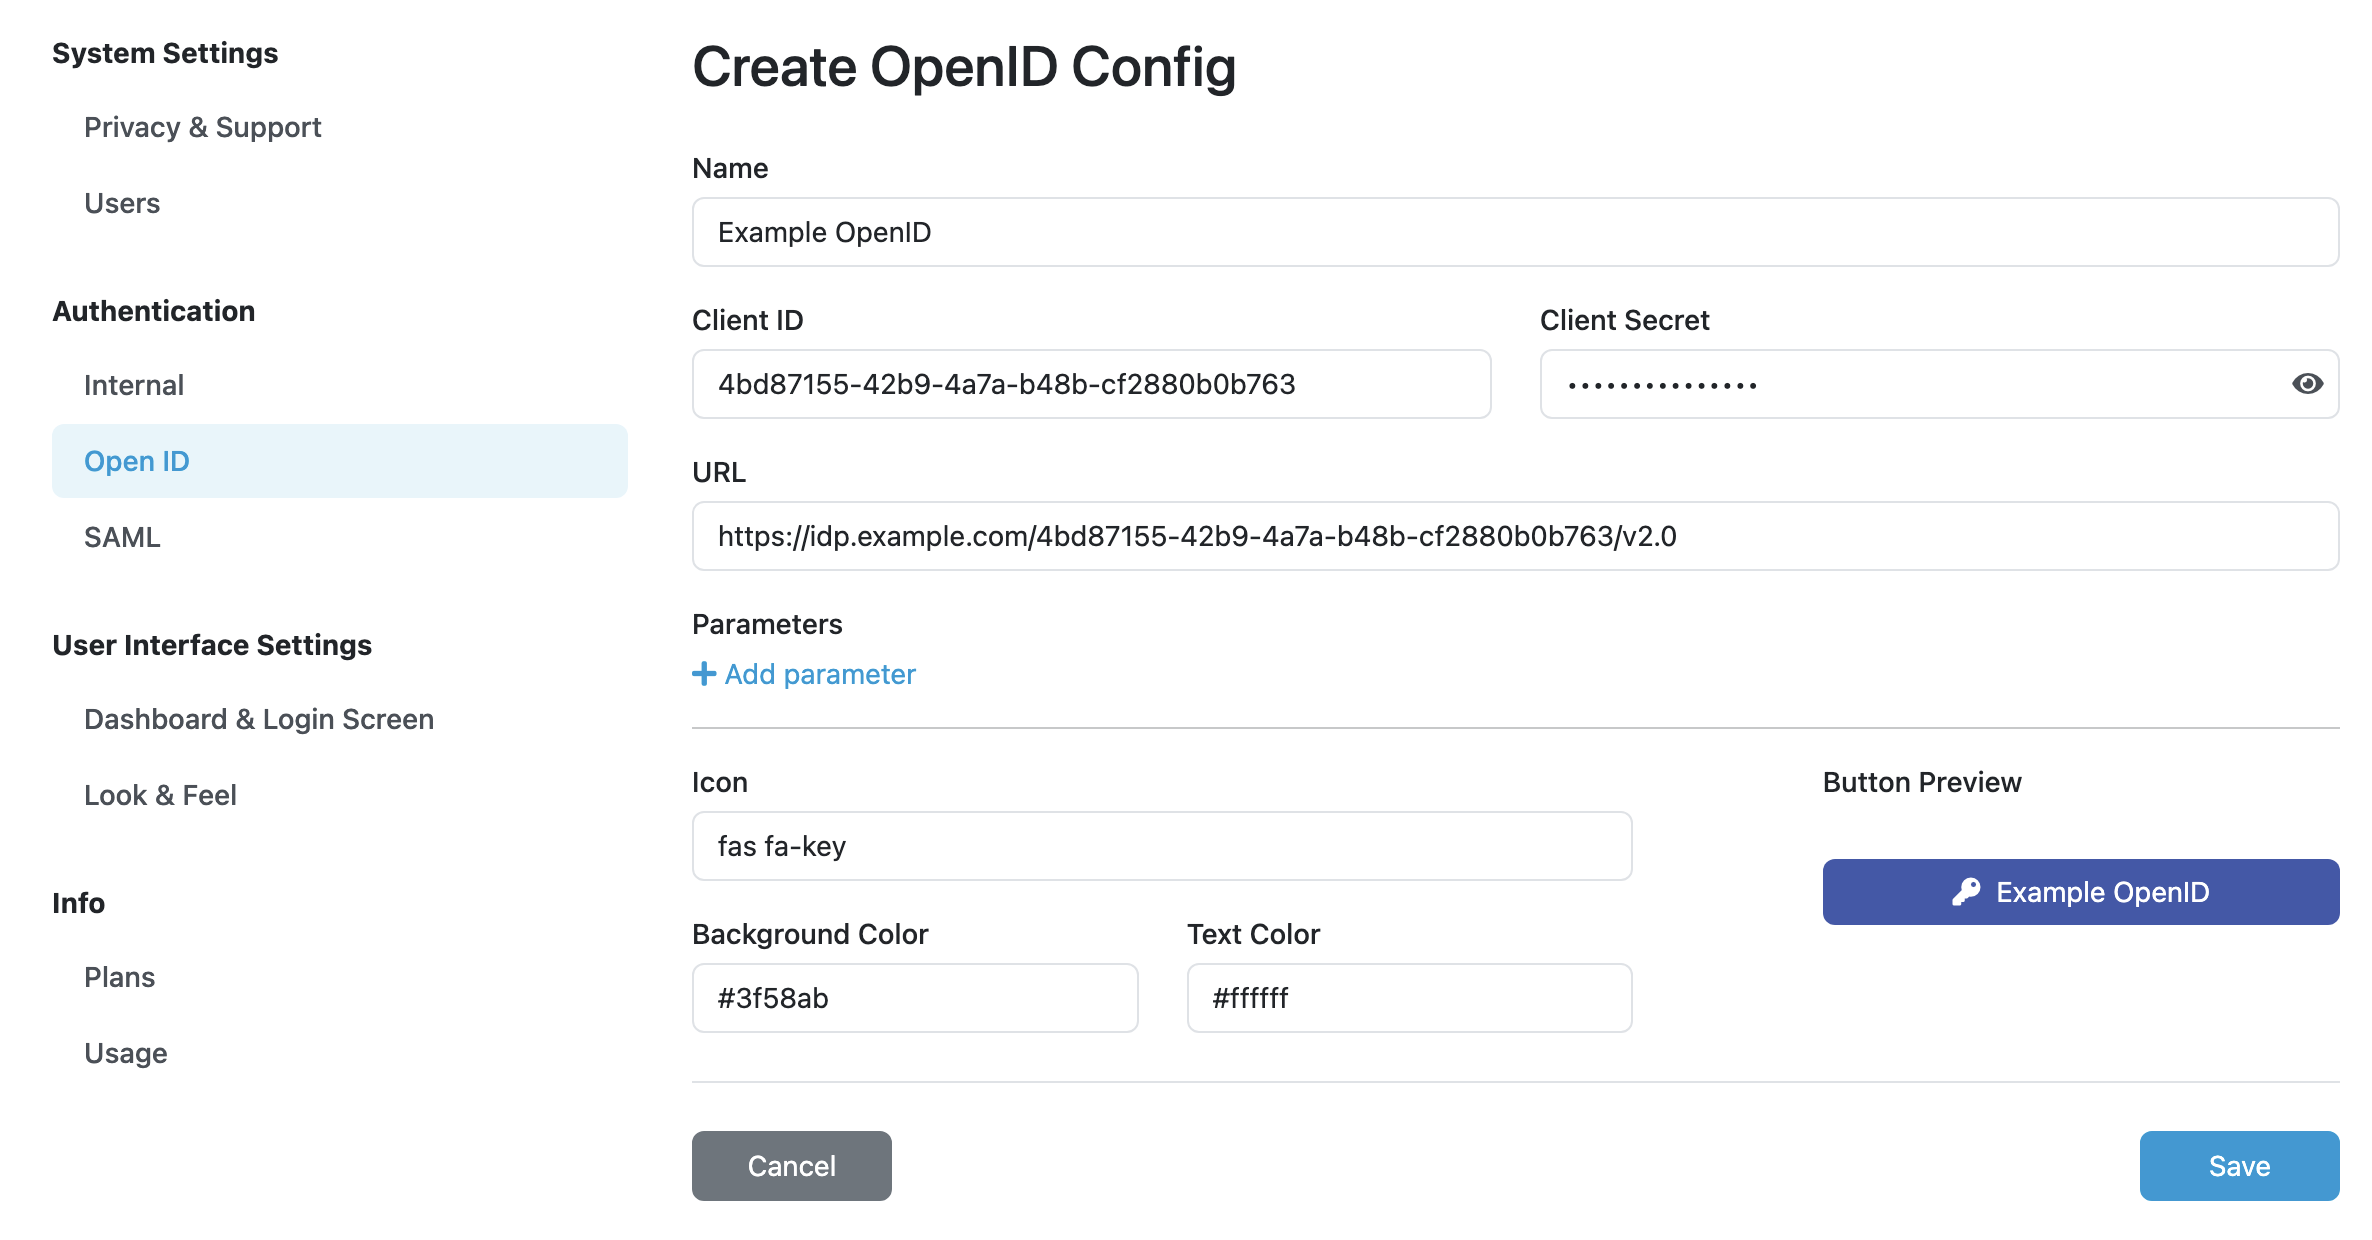 System Settings
Privacy & Support
Users
Authentication
Internal
Open ID
SAML
User Interface Settings
Dashboard & Login Screen
Look & Feel
Info
Plans
Usage
Create OpenID Config
Name
Example OpenID
Client ID
4bd87155-42b9-4a7a-b48b-cf2880b0b763
Client Secret
•••••••••••••••
URL
https://idp.example.com/4bd87155-42b9-4a7a-b48b-cf2880b0b763/v2.0
Parameters
Add parameter
Icon
fas fa-key
Background Color
#3f58ab
Text Color
#ffffff
Button Preview
Example OpenID
Cancel
Save